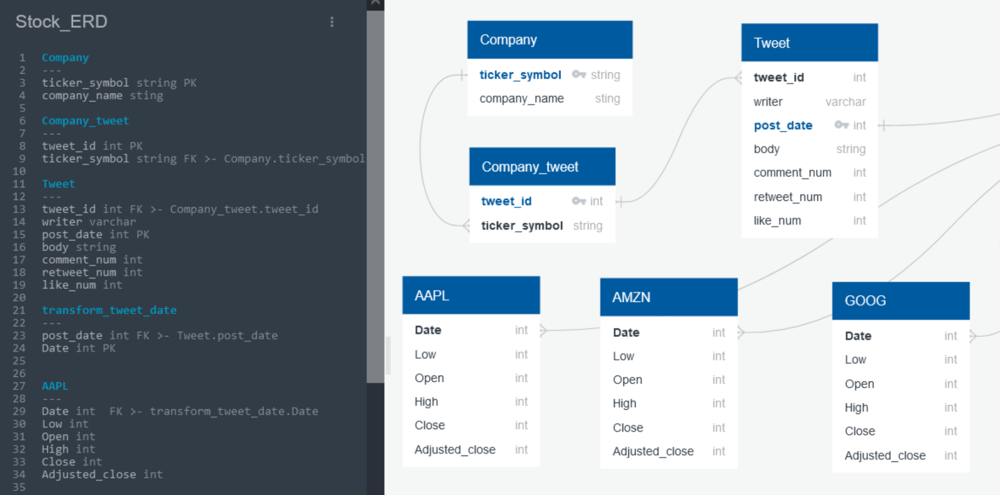 Stock_ERD
1 Company
2 ---
3 ticker_symbol string PK
4 company_name sting
5
6 Company_tweet
7 ---
8 tweet_id int PK
9 ticker_symbol string FK >- Company.ticker_symbol
10
11 Tweet
12 ---
13 tweet_id int FK >- Company_tweet.tweet_id
14 writer varchar
15 post_date int PK
16 body string
17 comment_num int
18 retweet_num int
19 like_num int
20
21 transform_tweet_date
22 ---
23 post_date int FK >- Tweet.post_date
24 Date int PK
25
26
27 AAPL
28 ---
29 Date int  FK >- transform_tweet_date.Date
30 Low int
31 Open int
32 High int
33 Close int
34 Adjusted_close int
35
Company
ticker_symbol string
company_name sting
Company_tweet
tweet_id int
ticker_symbol string
Tweet
tweet_id int
writer varchar
post_date int
body string
comment_num int
retweet_num int
like_num int
AAPL
Date int
Low int
Open int
High int
Close int
Adjusted_close int
AMZN
Date int
Low int
Open int
High int
Close int
Adjusted_close int
GOOG
Date int
Low int
Open int
High int
Close int
Adjusted_close int